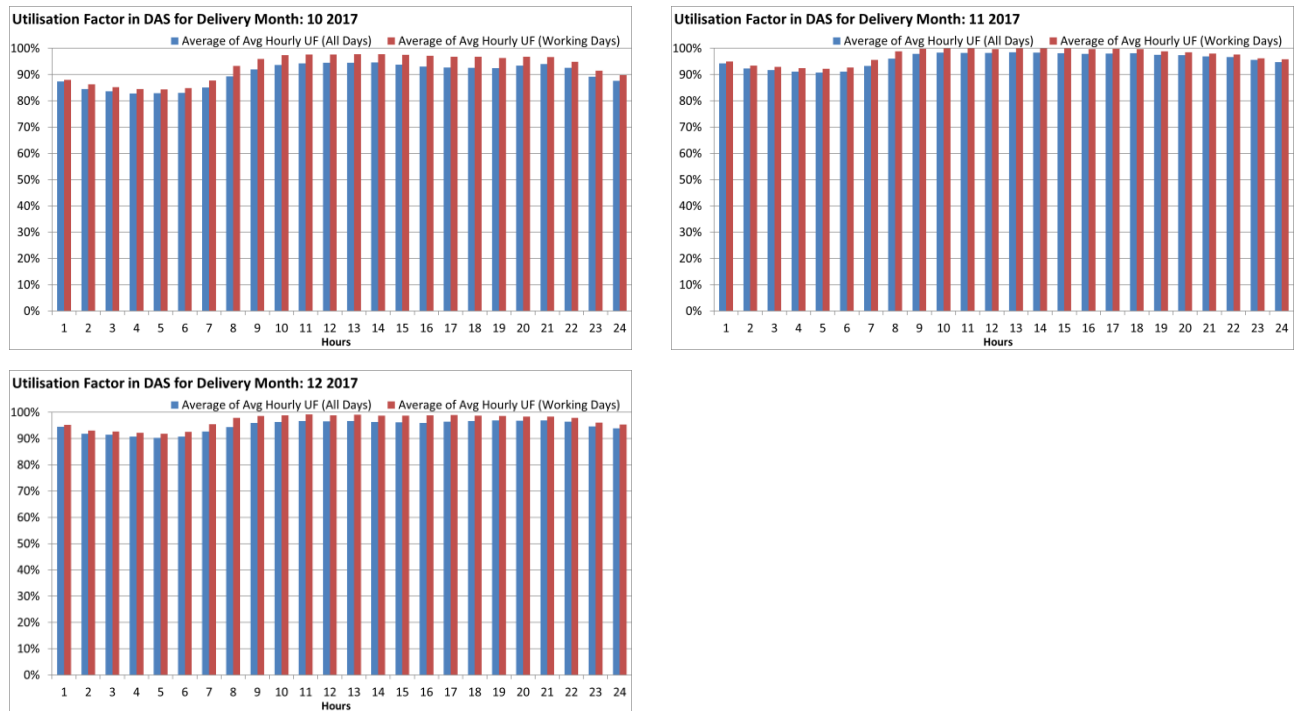 Utilisation Factor in DAS for Delivery Month: 10 2017
Average of Avg Hourly UF (All Days) Average of Avg Hourly UF (Working Days)
100%
90%
80%
70%
60%
50%
40%
30%
20%
10%
0%
1 2 3 4 5 6 7 8 9 10 11 12 13 14 15 16 17 18 19 20 21 22 23 24
Hours
Utilisation Factor in DAS for Delivery Month: 11 2017
Average of Avg Hourly UF (All Days) Average of Avg Hourly UF (Working Days)
100%
90%
80%
70%
60%
50%
40%
30%
20%
10%
0%
1 2 3 4 5 6 7 8 9 10 11 12 13 14 15 16 17 18 19 20 21 22 23 24
Hours
Utilisation Factor in DAS for Delivery Month: 12 2017
Average of Avg Hourly UF (All Days) Average of Avg Hourly UF (Working Days)
100%
90%
80%
70%
60%
50%
40%
30%
20%
10%
0%
1 2 3 4 5 6 7 8 9 10 11 12 13 14 15 16 17 18 19 20 21 22 23 24
Hours